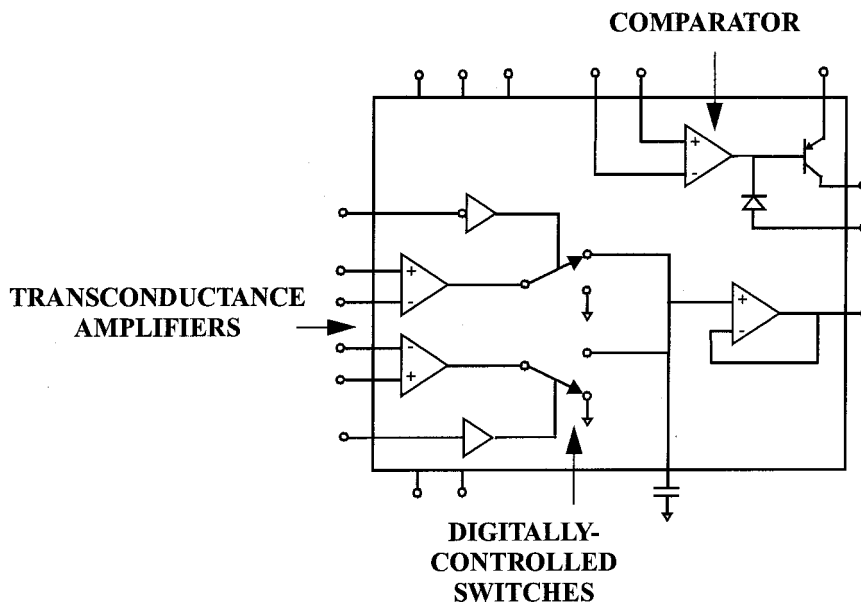 COMPARATOR
+
-
+
-
TRANSCONDUCTANCE
AMPLIFIERS
-
+
+
-
DIGITALLY-
CONTROLLED
SWITCHES